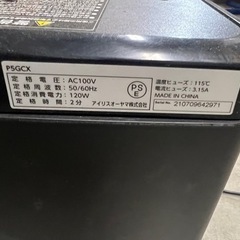 P5GCX
定格電圧：AC100V
定格周波数：50/60Hz
定格消費電力：120W
定格時間：2分
アイリスオーヤマ株式会社
PSE
温度ヒューズ：115℃
電流ヒューズ：3.15A
MADE IN CHINA
Serial No. 210709642971